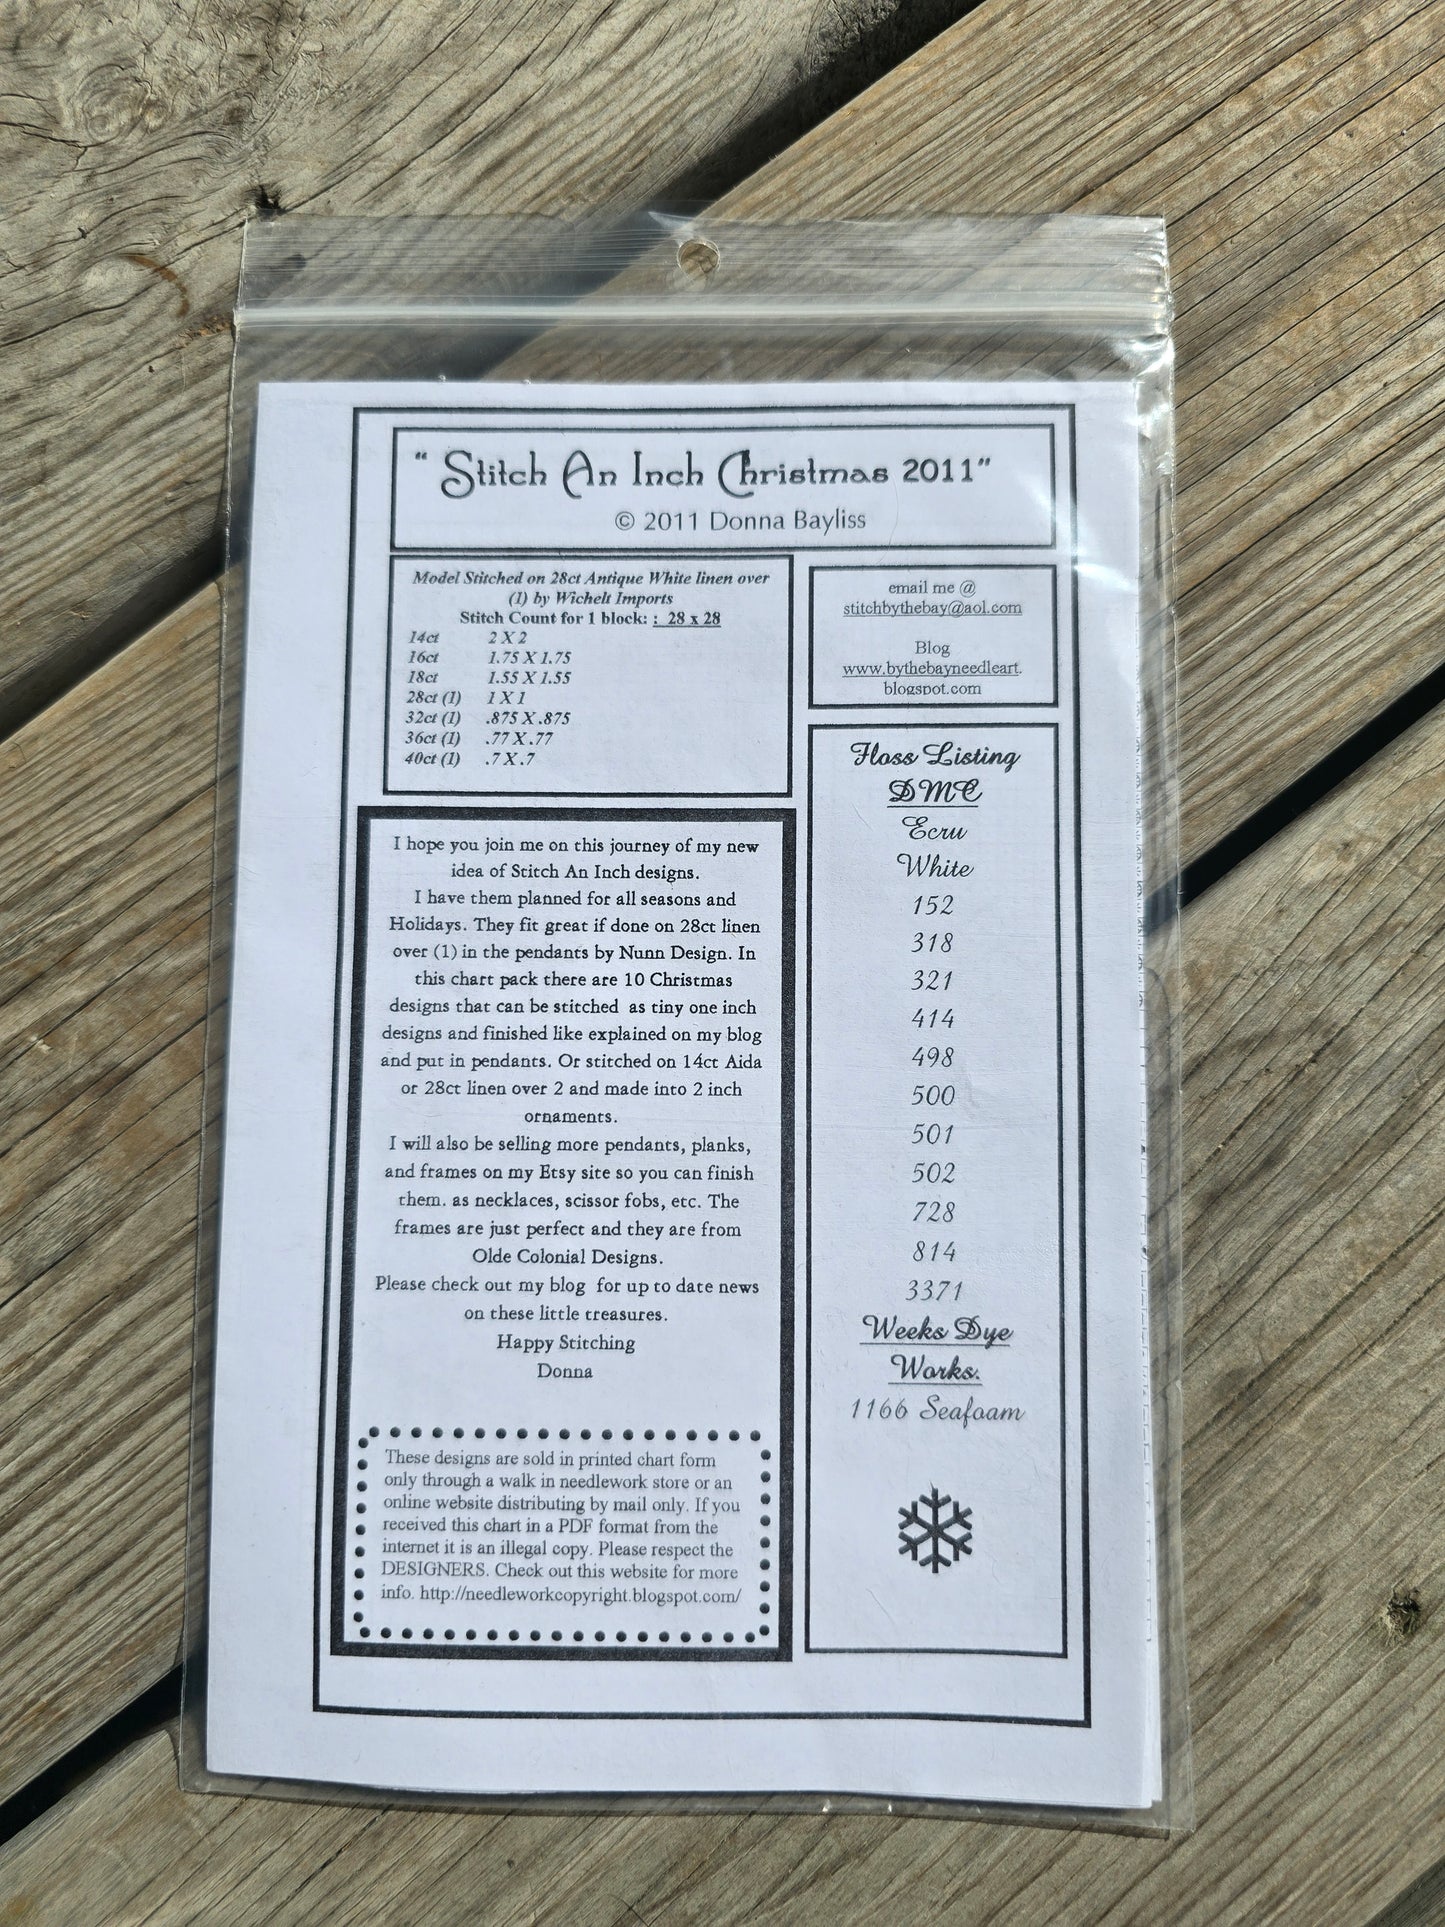 “ Stitch An Inch Christmas 2011”
© 2011 Donna Bayliss
Model Stitched on 28ct Antique White linen over
(1) by Wichelt Imports
Stitch Count for 1 block: :  28 x 28
14ct 2 X 2
16ct 1.75 X 1.75
18ct 1.55 X 1.55
28ct (1) 1 X 1
32ct (1) .875 X .875
36ct (1) .77 X .77
40ct (1) .7 X .7
I hope you join me on this journey of my new
idea of Stitch An Inch designs.
I have them planned for all seasons and
Holidays. They fit great if done on 28ct linen
over (1) in the pendants by Nunn Design. In
this chart pack there are 10 Christmas
designs that can be stitched as tiny one inch
designs and finished like explained on my blog
and put in pendants. Or stitched on 14ct Aida
or 28ct linen over 2 and made into 2 inch
ornaments.
I will also be selling more pendants, planks,
and frames on my Etsy site so you can finish
them. as necklaces, scissor fobs, etc. The
frames are just perfect and they are from
Olde Colonial Designs.
Please check out my blog for up to date news
on these little treasures.
Happy Stitching
Donna
These designs are sold in printed chart form
only through a walk in needlework store or an
online website distributing by mail only. If you
received this chart in a PDF format from the
internet it is an illegal copy. Please respect the
DESIGNERS. Check out this website for more
info. http://needleworkcopyright.blogspot.com/
email me @
stitchbythebay@aol.com
Blog
www.bythebayneedleart.
blogspot.com
Floss Listing
DMC
Ecru
White
152
318
321
414
498
500
501
502
728
814
3371
Weeks Dye
Works.
1166 Seafoam